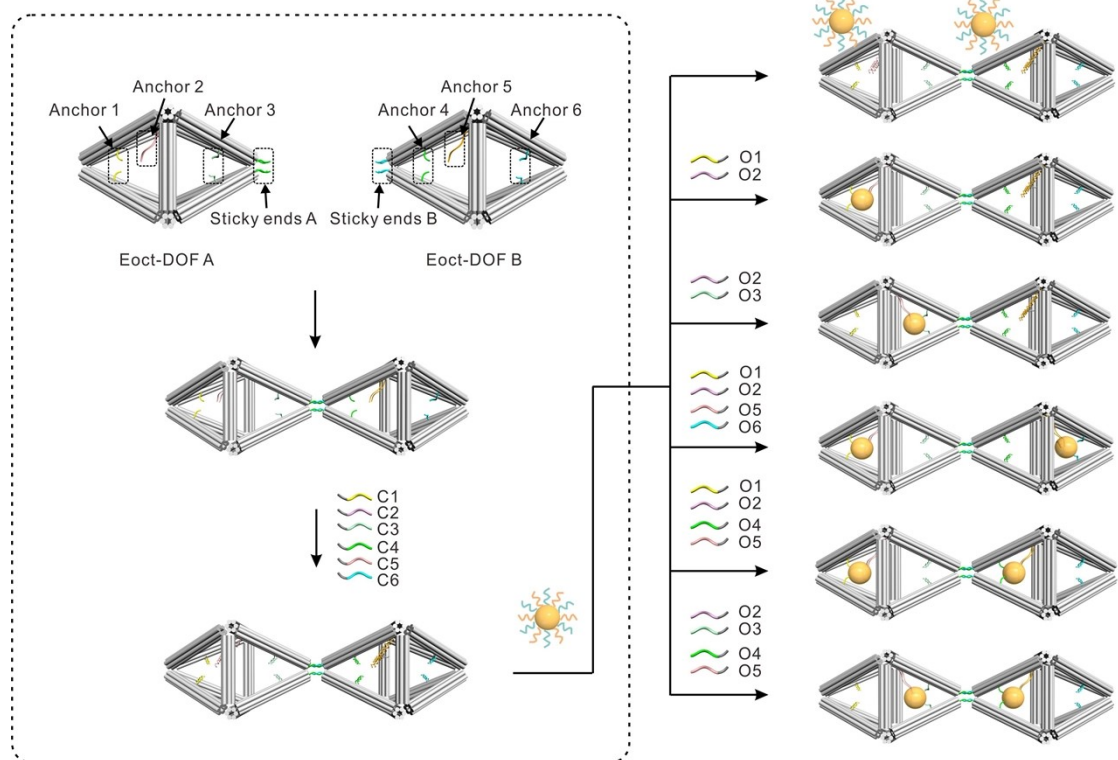 Anchor 1
Anchor 2
Anchor 3
Anchor 4
Anchor 5
Anchor 6
Sticky ends A
Sticky ends B
Eoct-DOF A
Eoct-DOF B
C1
C2
C3
C4
C5
C6
O1
O2
O2
O3
O1
O2
O5
O6
O1
O2
O4
O5
O2
O3
O4
O5